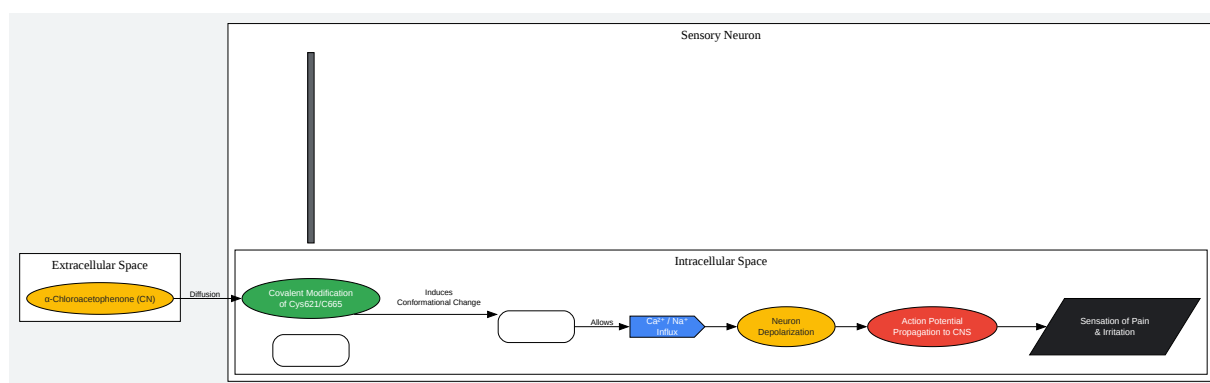 Sensory Neuron
Extracellular Space
α-Chloroacetophenone (CN)
Diffusion
Intracellular Space
Covalent Modification
of Cys621/C665
Induces
Conformational Change
Allows
Ca²⁺ / Na⁺
Influx
Neuron
Depolarization
Action Potential
Propagation to CNS
Sensation of Pain
& Irritation